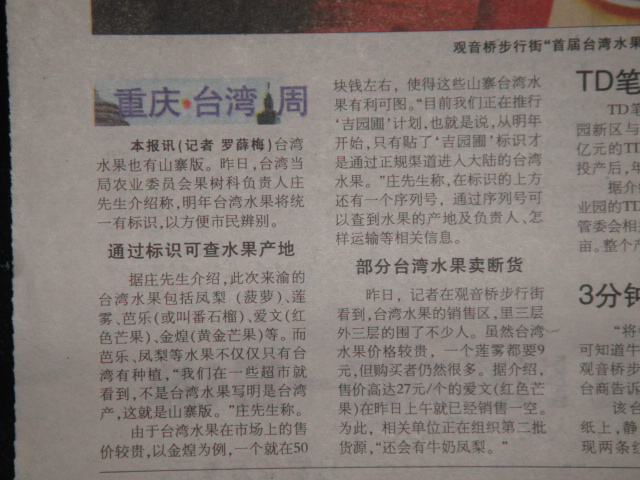 观音桥步行街“首届台湾水果
重庆·台湾周
本报讯(记者 罗薛梅)台湾
水果也有山寨版。昨日，台湾当
局农业委员会果树科负责人庄
先生介绍称,明年台湾水果将统
一有标识,以方便市民辨别。
通过标识可查水果产地
据庄先生介绍,此次来渝的
台湾水果包括凤梨(菠萝)、莲
雾、芭乐(或叫番石榴)、爱文(红
色芒果)、金煌(黄金芒果)等。而
芭乐、凤梨等水果不仅仅只有台
湾有种植,“我们在一些超市就
看到,不是台湾水果写明是台湾
产,这就是山寨版。”庄先生称。
由于台湾水果在市场上的售
价较贵,以金煌为例,一个就在50
块钱左右，使得这些山寨台湾水
果有利可图。“目前我们正在推行
‘吉园圃’计划,也就是说,从明年
开始,只有贴了‘吉园圃’标识才
是通过正规渠道进入大陆的台湾
水果。”庄先生称,在标识的上方
还有一个序列号，通过序列号可
以查到水果的产地及负责人、怎
样运输等相关信息。
部分台湾水果卖断货
昨日，记者在观音桥步行街
看到,台湾水果的销售区,里三层
外三层的围了不少人。虽然台湾
水果价格较贵，一个莲雾都要9
元,但购买者仍然很多。据介绍,
售价高达27元/个的爱文(红色芒
果)在昨日上午就已经销售一空。
为此，相关单位正在组织第二批
货源,“还会有牛奶凤梨。”
TD笔
TD笔
园新区与
亿元的TD
投产后,年
据介
业园的TD
管委会相
亩。整个产
3分钟
“将
可知道牛
观音桥步
台商告诉
该台
纸上,静
现两条红